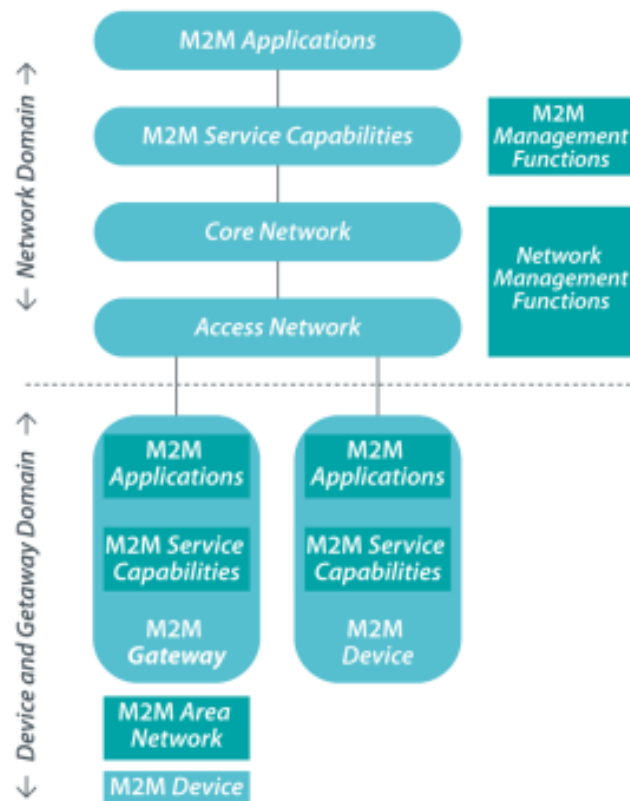 ← Network Domain →
M2M Applications
M2M Service Capabilities
M2M
Management
Functions
Core Network
Network
Management
Functions
Access Network
← Device and Getaway Domain →
M2M
Applications
M2M Service
Capabilities
M2M
Gateway
M2M
Applications
M2M Service
Capabilities
M2M
Device
M2M Area
Network
M2M Device